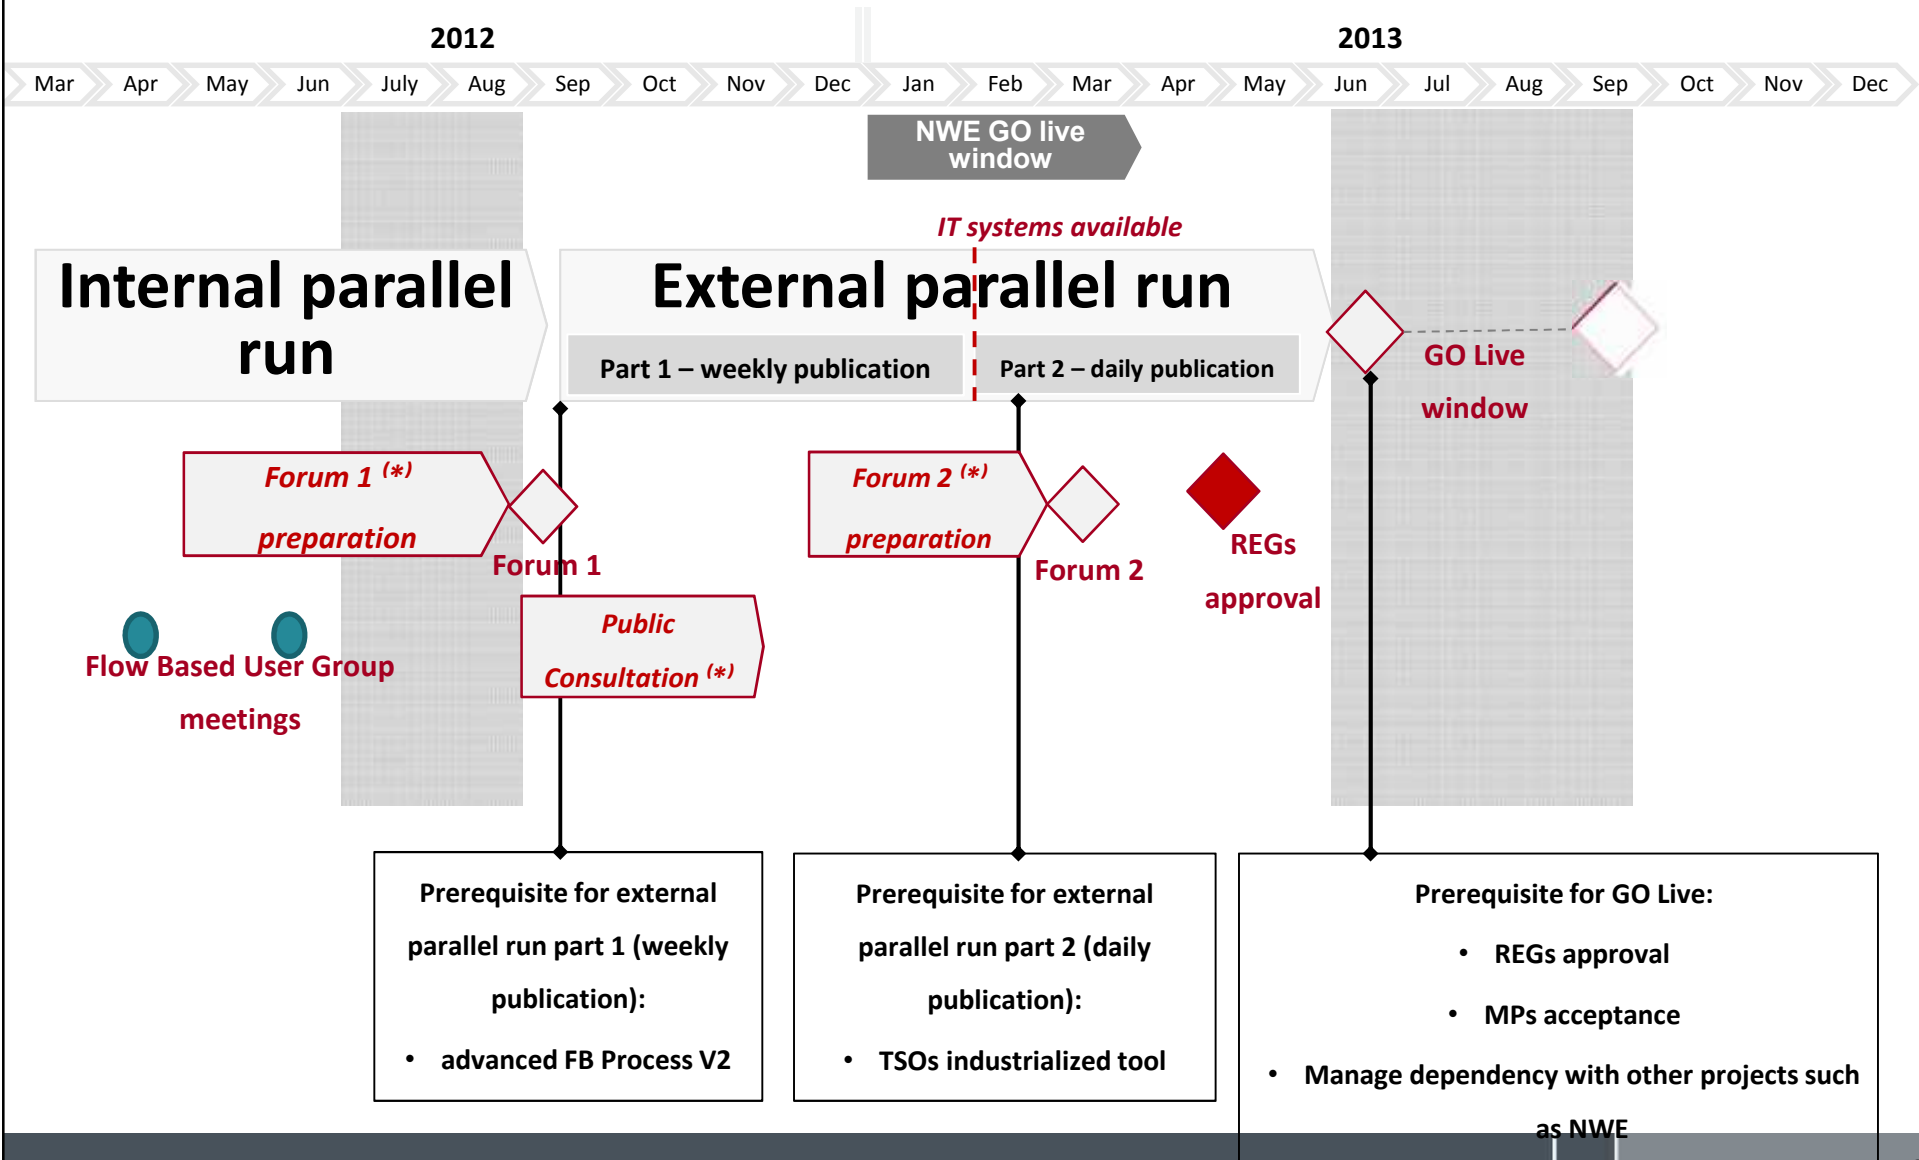 2012
2013
Mar Apr May Jun July Aug Sep Oct Nov Dec Jan Feb Mar Apr May Jun Jul Aug Sep Oct Nov Dec
NWE GO live
window
IT systems available
Internal parallel
run
External parallel run
Part 1 – weekly publication
Part 2 – daily publication
GO Live
window
Forum 1 (*)
preparation
Forum 1
Forum 2 (*)
preparation
Forum 2
REGs
approval
Public
Consultation (*)
Flow Based User Group
meetings
Prerequisite for external
parallel run part 1 (weekly
publication):
• advanced FB Process V2
Prerequisite for external
parallel run part 2 (daily
publication):
• TSOs industrialized tool
Prerequisite for GO Live:
• REGs approval
• MPs acceptance
• Manage dependency with other projects such
as NWE